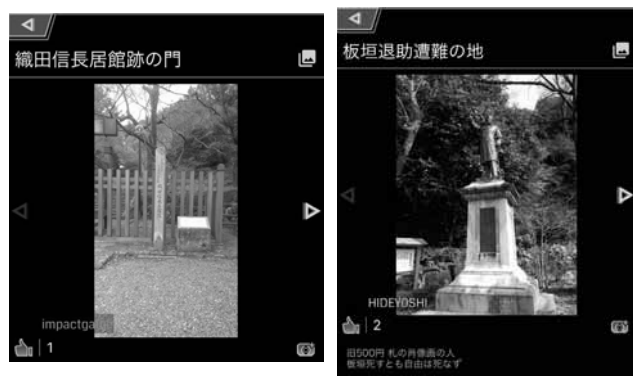 織田信長居館跡の門
impactga
1
板垣退助遭難の地
HIDEYOSHI
2
旧500円 札の肖像画の人
板垣死すとも自由は死なず